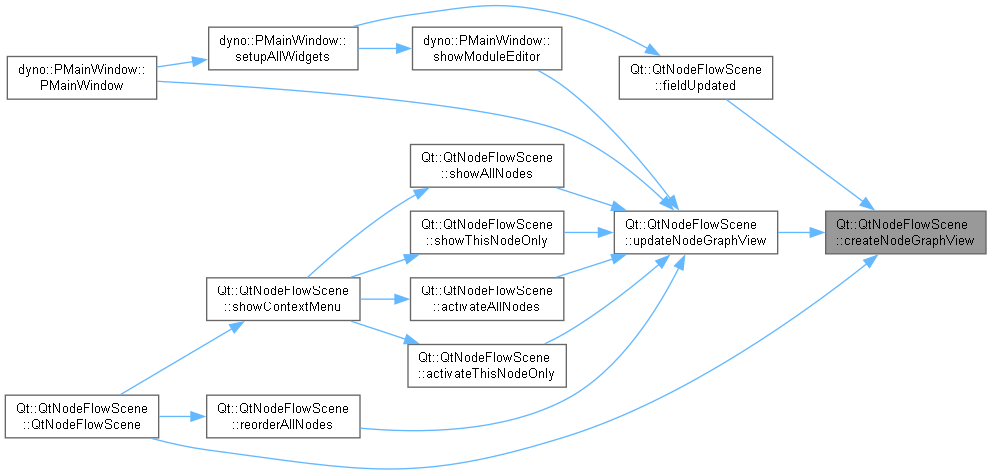 dyno::PMainWindow::
setupAllWidgets
dyno::PMainWindow::
showModuleEditor
dyno::PMainWindow::
PMainWindow
Qt::QtNodeFlowScene
::fieldUpdated
Qt::QtNodeFlowScene
::showAllNodes
Qt::QtNodeFlowScene
::showThisNodeOnly
Qt::QtNodeFlowScene
::updateNodeGraphView
Qt::QtNodeFlowScene
::createNodeGraphView
Qt::QtNodeFlowScene
::showContextMenu
Qt::QtNodeFlowScene
::activateAllNodes
Qt::QtNodeFlowScene
::activateThisNodeOnly
Qt::QtNodeFlowScene
::QtNodeFlowScene
Qt::QtNodeFlowScene
::reorderAllNodes